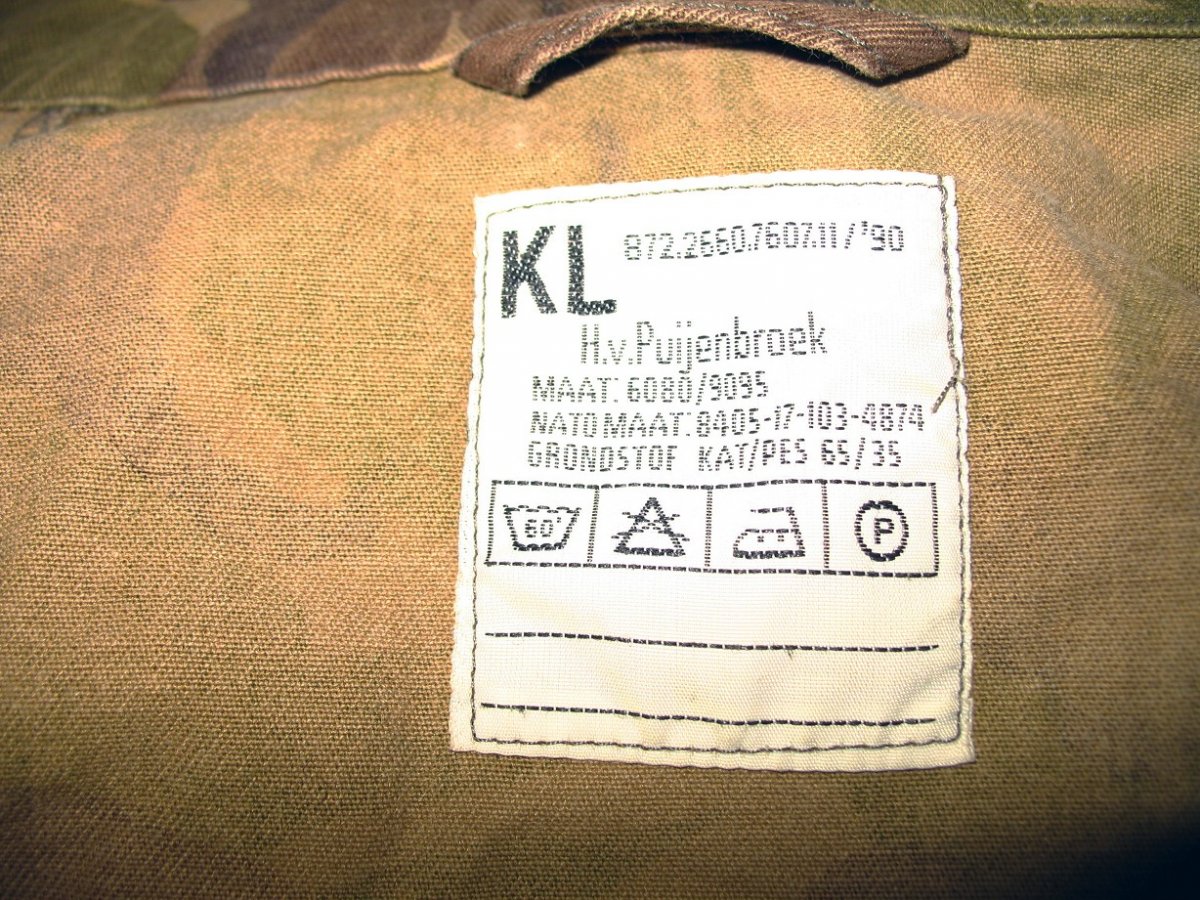 KL 872.2660.7607.11/'90
H.v.Puijenbroek
MAAT: 6080/9095
NATO MAAT: 8405-17-103-4874
GRONDSTOF KAT/PES 65/35
60° P